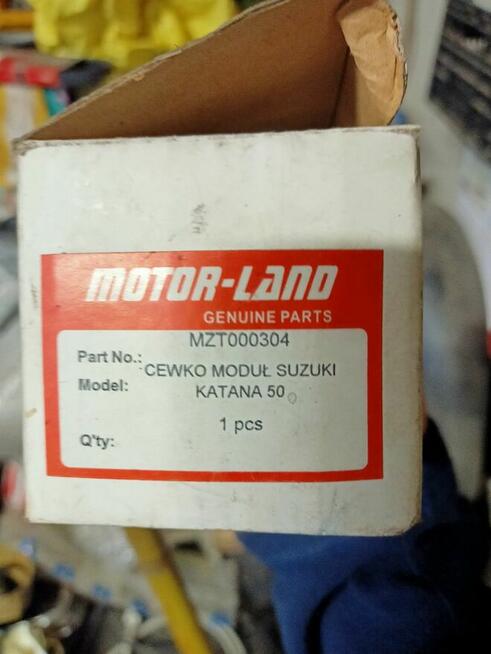 MOTOR-LAND
GENUINE PARTS
Part No.: MZT000304
Model: CEWKO MODUŁ SUZUKI
KATANA 50
Q'ty: 1 pcs